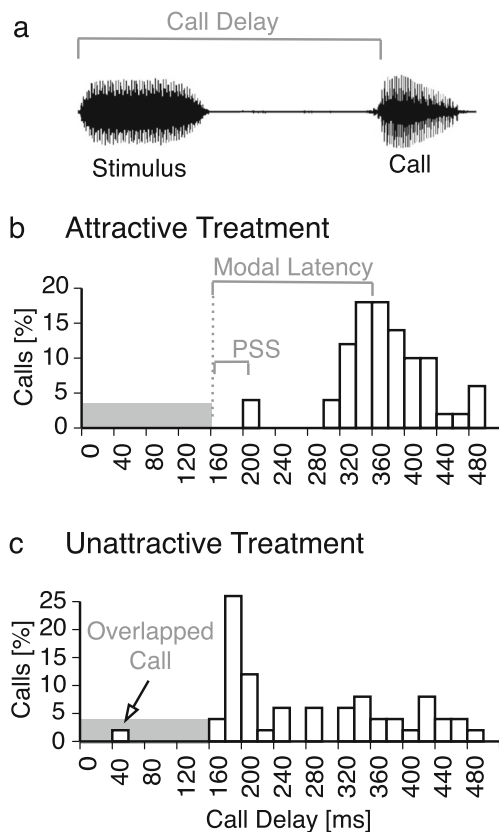 a
Call Delay
Stimulus
Call
b Attractive Treatment
Modal Latency
PSS
Calls [%]
20
15
10
5
0
0 40 80 120 160 200 240 280 320 360 400 440 480
c Unattractive Treatment
Overlapped
Call
Calls [%]
25
20
15
10
5
0
0 40 80 120 160 200 240 280 320 360 400 440 480
Call Delay [ms]